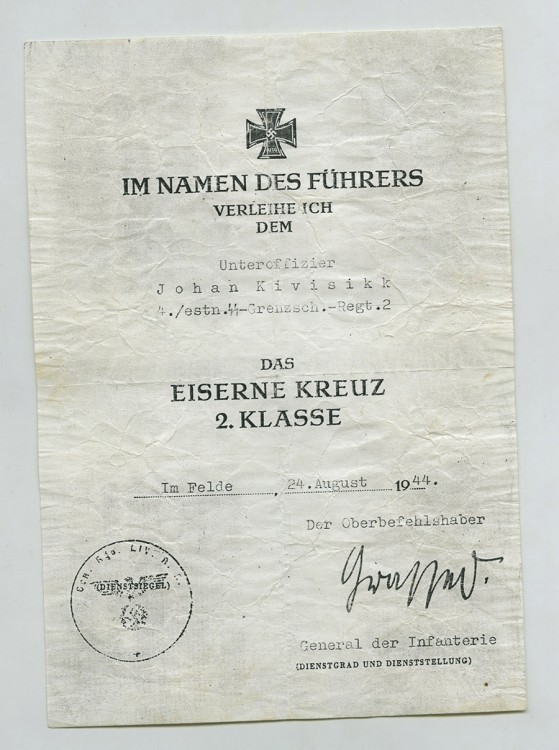 IM NAMEN DES FÜHRERS
VERLEIHE ICH
DEM
Unteroffizier
Johan Kivisikk
4./estn.SS-Grenzsch.-Regt.2
DAS
EISERNE KREUZ
2. KLASSE
Im Felde, 24.August 1944.
Der Oberbefehlshaber
Grasser.
General der Infanterie
(DIENSTGRAD UND DIENSTSTELLUNG)
(DIENSTSIEGEL)